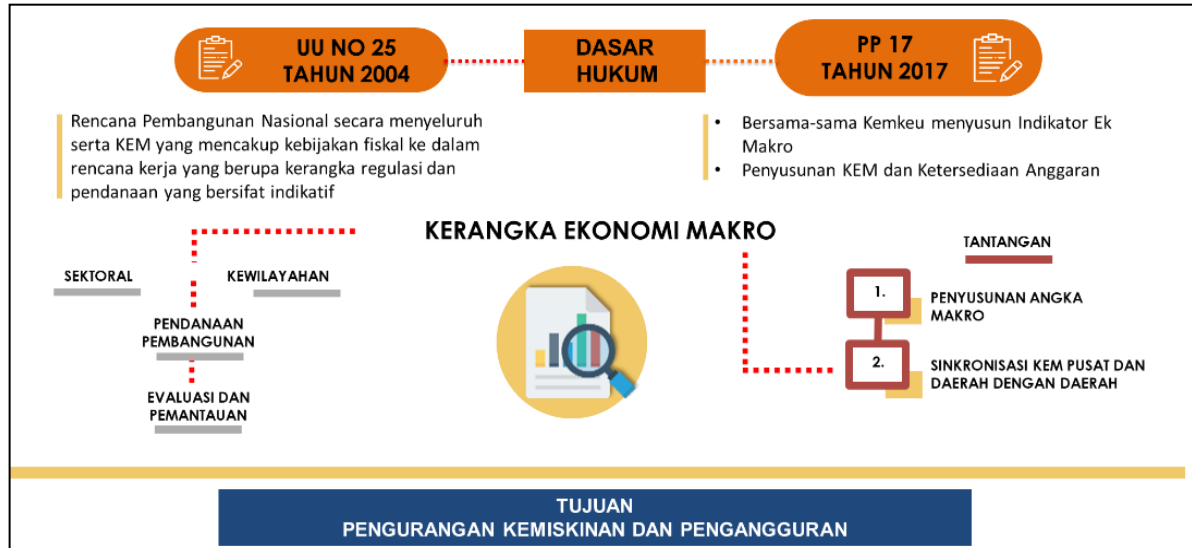 UU NO 25
TAHUN 2004
DASAR
HUKUM
PP 17
TAHUN 2017
Rencana Pembangunan Nasional secara menyeluruh
serta KEM yang mencakup kebijakan fiskal ke dalam
rencana kerja yang berupa kerangka regulasi dan
pendanaan yang bersifat indikatif
• Bersama-sama Kemkeu menyusun Indikator Ek
Makro
• Penyusunan KEM dan Ketersediaan Anggaran
KERANGKA EKONOMI MAKRO
SEKTORAL
KEWILAYAHAN
PENDANAAN
PEMBANGUNAN
EVALUASI DAN
PEMANTAUAN
TANTANGAN
1.
PENYUSUNAN ANGKA
MAKRO
2.
SINKRONISASI KEM PUSAT DAN
DAERAH DENGAN DAERAH
TUJUAN
PENGURANGAN KEMISKINAN DAN PENGANGGURAN